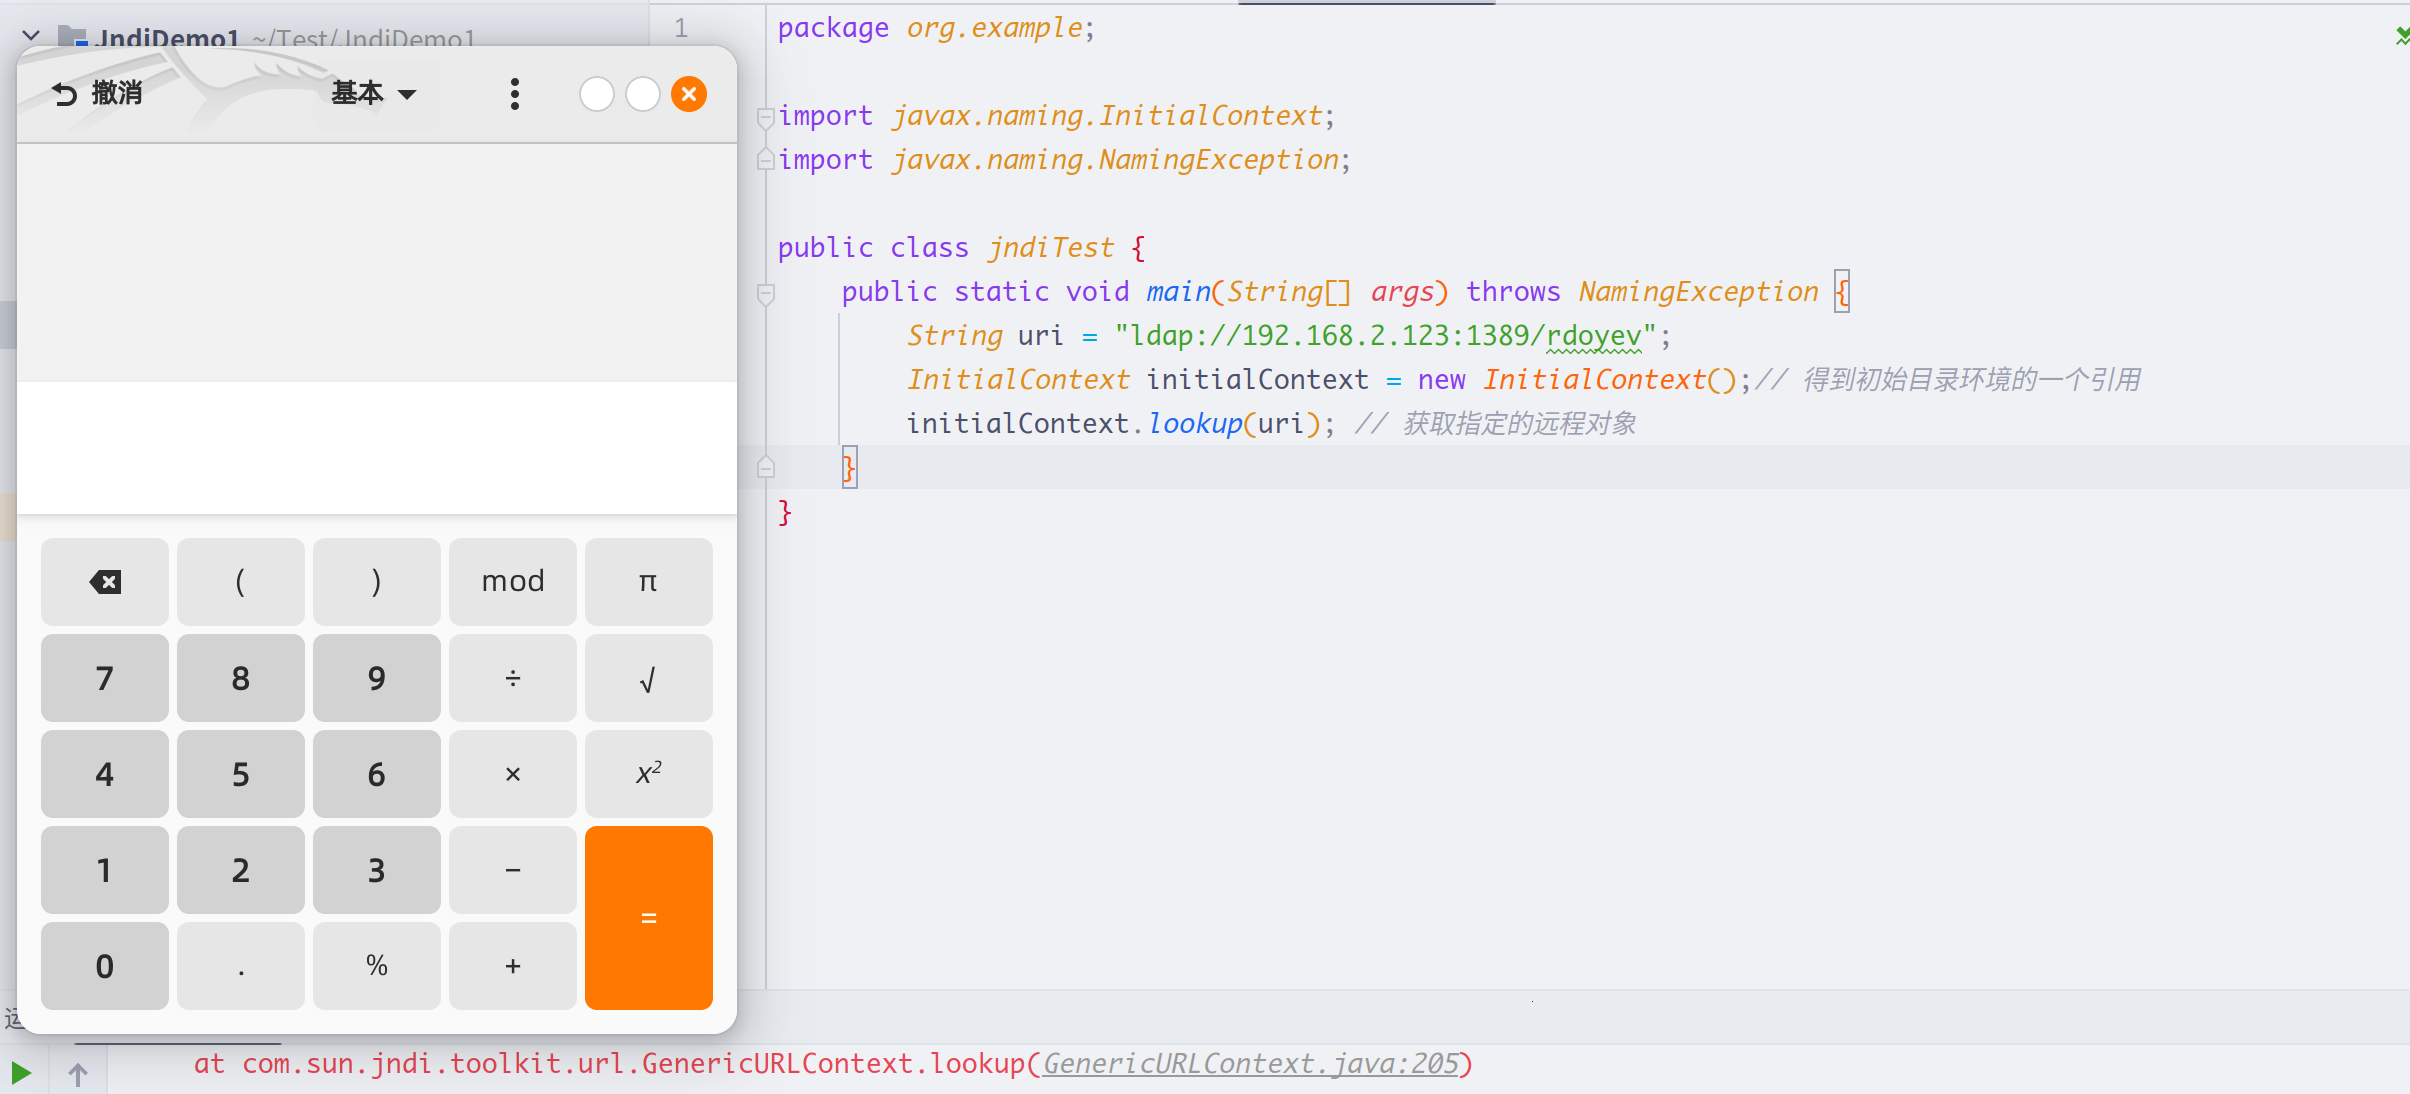 JndiDemo1 ~/Test/JndiDemo1
撤消 基本
( ) mod π
7 8 9 ÷ √
4 5 6 × x²
1 2 3 − =
0 . % +
1 package org.example;
import javax.naming.InitialContext;
import javax.naming.NamingException;
public class jndiTest {
public static void main(String[] args) throws NamingException {
String uri = "ldap://192.168.2.123:1389/rdoyev";
InitialContext initialContext = new InitialContext();// 得到初始目录环境的一个引用
initialContext.lookup(uri); // 获取指定的远程对象
}
}
at com.sun.jndi.toolkit.url.GenericURLContext.lookup(GenericURLContext.java:205)